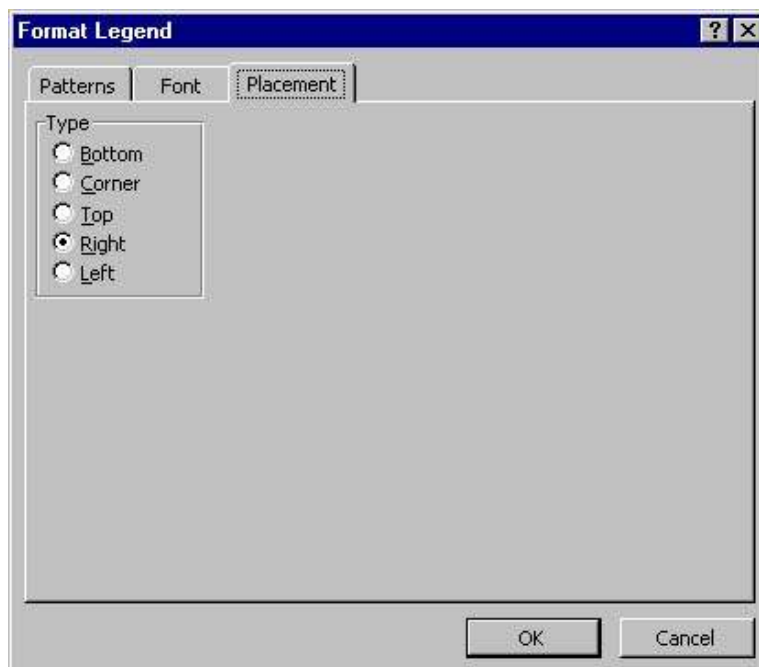 Format Legend
Patterns Font Placement
Type
Bottom
Corner
Top
Right
Left
OK Cancel